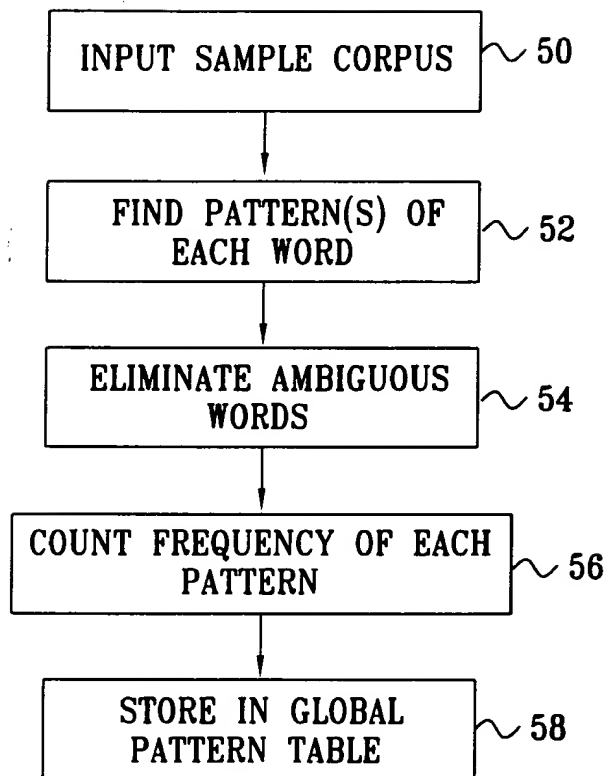 INPUT SAMPLE CORPUS
50
FIND PATTERN(S) OF
EACH WORD
52
ELIMINATE AMBIGUOUS
WORDS
54
COUNT FREQUENCY OF EACH
PATTERN
56
STORE IN GLOBAL
PATTERN TABLE
58